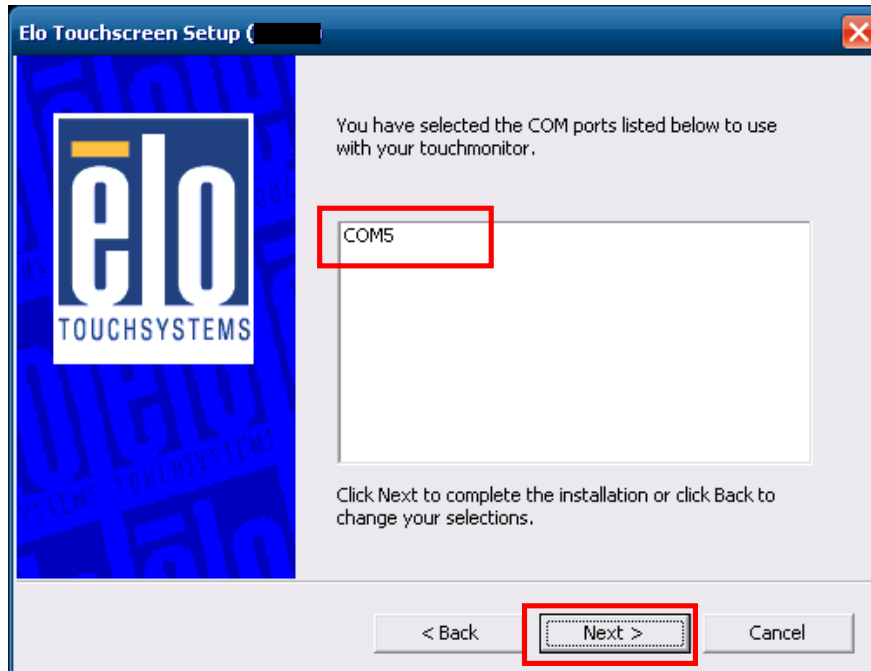 Elo Touchscreen Setup (
You have selected the COM ports listed below to use
with your touchmonitor.
COM5
elo
TOUCHSYSTEMS
Click Next to complete the installation or click Back to
change your selections.
< Back
Next >
Cancel